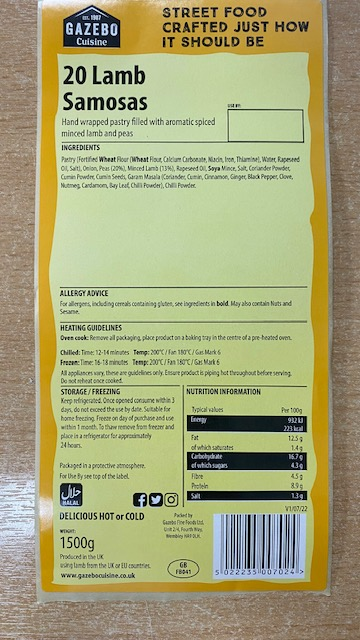 EST. 1987
GAZEBO
Cuisine
STREET FOOD
CRAFTED JUST HOW
IT SHOULD BE
20 Lamb
Samosas
Hand wrapped pastry filled with aromatic spiced
minced lamb and peas
USE BY:
INGREDIENTS
Pastry (Fortified Wheat Flour (Wheat Flour, Calcium Carbonate, Niacin, Iron, Thiamine), Water, Rapeseed
Oil, Salt), Onion, Peas (20%), Minced Lamb (13%), Rapeseed Oil, Soya Mince, Salt, Coriander Powder,
Cumin Powder, Cumin Seeds, Garam Masala (Coriander, Cumin, Cinnamon, Ginger, Black Pepper, Clove,
Nutmeg, Cardamom, Bay Leaf, Chilli Powder), Chilli Powder.
ALLERGY ADVICE
For allergens, including cereals containing gluten, see ingredients in bold. May also contain Nuts and
Sesame.
HEATING GUIDELINES
Oven cook: Remove all packaging, place product on a baking tray in the centre of a pre-heated oven.
Chilled: Time: 12-14 minutes Temp: 200°C / Fan 180°C / Gas Mark 6
Frozen: Time: 16-18 minutes Temp: 200°C / Fan 180°C / Gas Mark 6
All appliances vary, these are guidelines only. Ensure product is piping hot throughout before serving.
Do not reheat once cooked.
STORAGE / FREEZING
Keep refrigerated. Once opened consume within 3
days, do not exceed the use by date. Suitable for
home freezing. Freeze on day of purchase and use
within 1 month. To thaw remove from freezer and
place in a refrigerator for approximately
24 hours.
Packaged in a protective atmosphere.
For Use By see top of the label.
NUTRITION INFORMATION
Typical values Per 100g
Energy 932 kJ
223 kcal
Fat 12.5 g
of which saturates 1.4 g
Carbohydrate 16.7 g
of which sugars 4.3 g
Fibre 4.5 g
Protein 8.9 g
Salt 1.3 g
V1/07/22
حلال
HALAL
DELICIOUS HOT or COLD
WEIGHT:
1500g
Produced in the UK
using lamb from the UK or EU countries.
www.gazebocuisine.co.uk
Packed by
Gazebo Fine Foods Ltd.
Unit 2/4, Fourth Way,
Wembley HA9 0LH.
GB
FB041
5 022235 007024 >